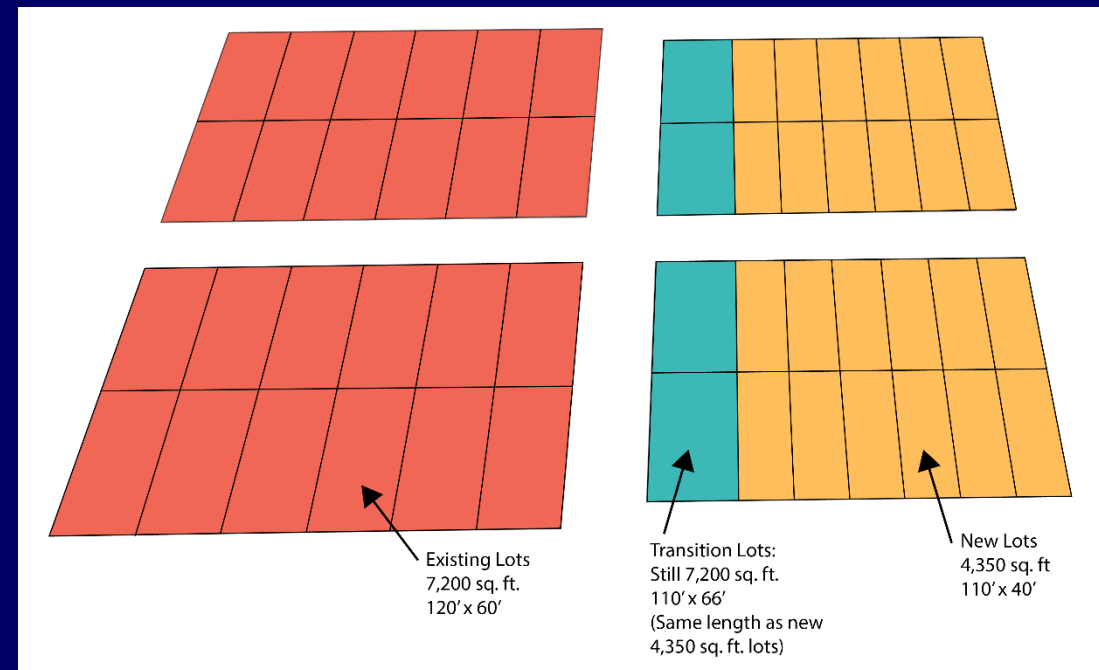 Existing Lots
7,200 sq. ft.
120’ x 60’
Transition Lots:
Still 7,200 sq. ft.
110’ x 66’
(Same length as new
4,350 sq. ft. lots)
New Lots
4,350 sq. ft
110’ x 40’